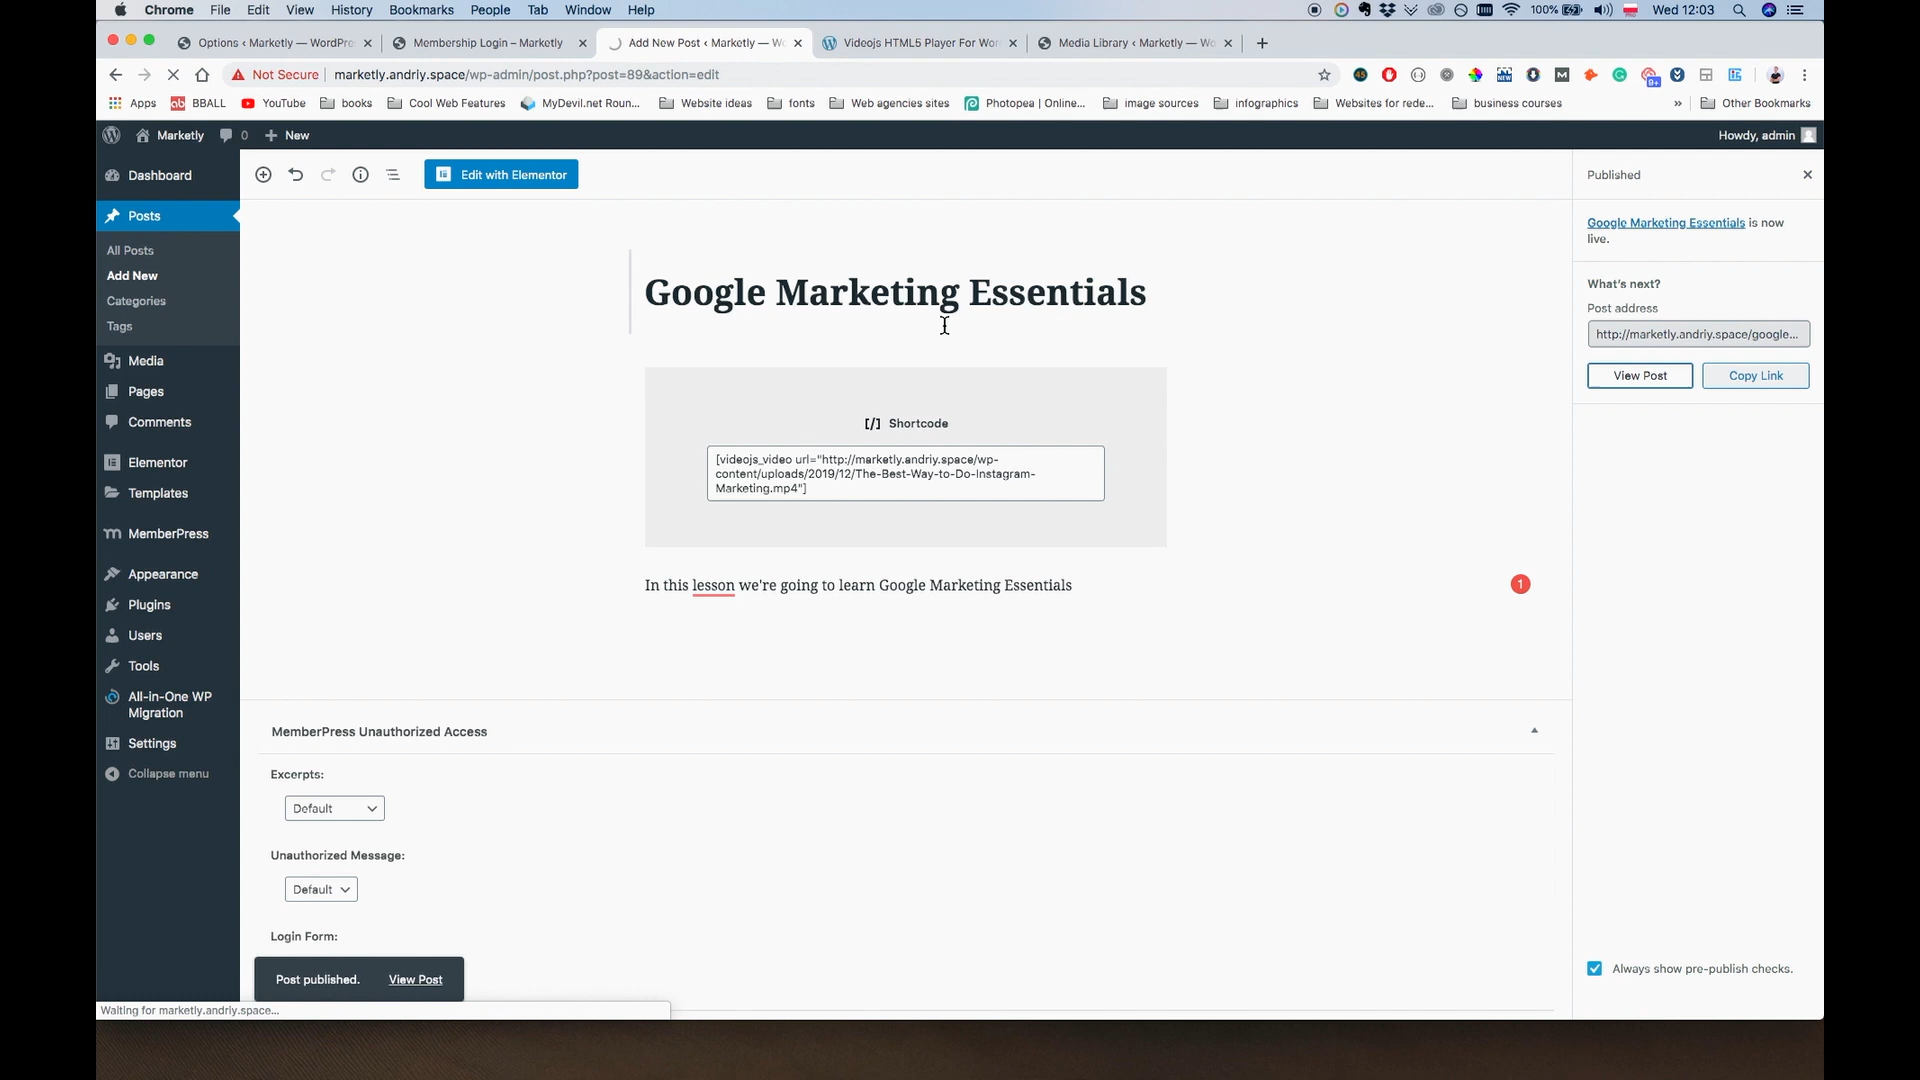 Chrome File Edit View History Bookmarks People Tab Window Help
100% Wed 12:03
Options ‹ Marketly — WordPre
Membership Login – Marketly
Add New Post ‹ Marketly — Wo
Videojs HTML5 Player For Wor
Media Library ‹ Marketly — Wo
Not Secure marketly.andriy.space/wp-admin/post.php?post=89&action=edit
Apps BBALL YouTube books Cool Web Features MyDevil.net Roun... Website ideas fonts Web agencies sites Photopea | Online... image sources infographics Websites for rede... business courses » Other Bookmarks
Marketly 0 New Howdy, admin
Dashboard
Posts
All Posts
Add New
Categories
Tags
Media
Pages
Comments
Elementor
Templates
MemberPress
Appearance
Plugins
Users
Tools
All-in-One WP
Migration
Settings
Collapse menu
Edit with Elementor
Google Marketing Essentials
[/] Shortcode
[videojs_video url="http://marketly.andriy.space/wp-
content/uploads/2019/12/The-Best-Way-to-Do-Instagram-
Marketing.mp4"]
In this lesson we're going to learn Google Marketing Essentials
1
MemberPress Unauthorized Access
Excerpts:
Default
Unauthorized Message:
Default
Login Form:
Post published. View Post
Waiting for marketly.andriy.space...
Published
Google Marketing Essentials is now
live.
What's next?
Post address
http://marketly.andriy.space/google...
View Post Copy Link
Always show pre-publish checks.